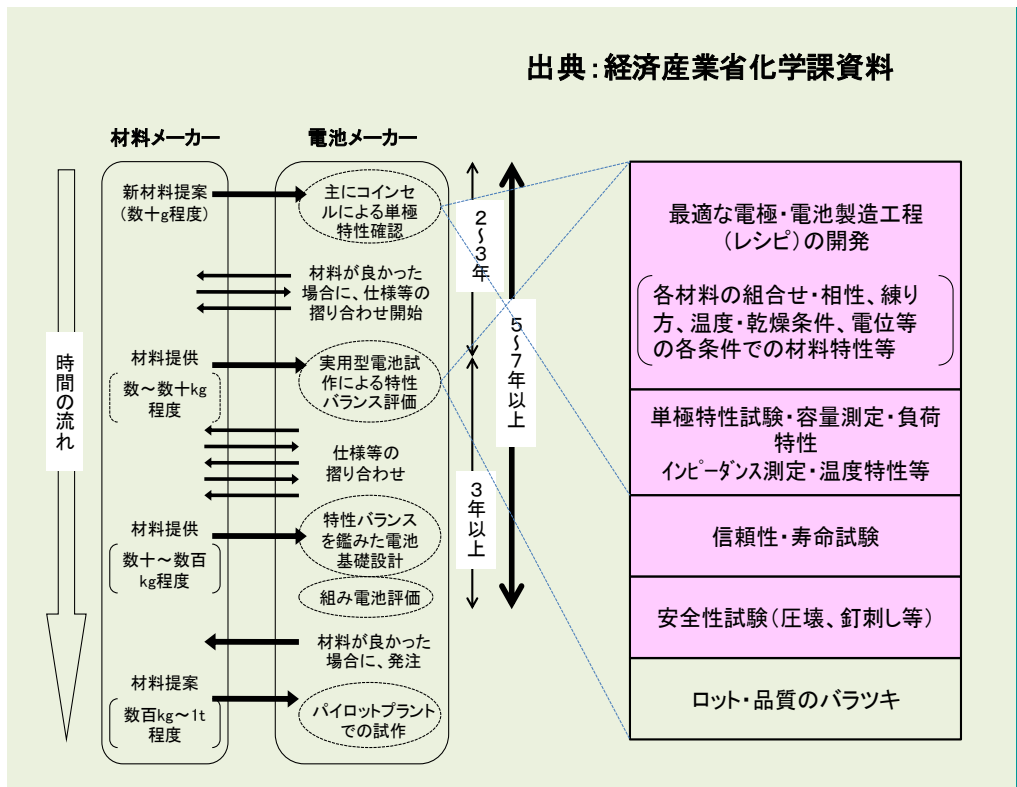 出典：経済産業省化学課資料
材料メーカー
電池メーカー
時間の流れ
新材料提案
（数十g程度）
主にコインセ
ルによる単極
特性確認
材料が良かった
場合に、仕様等の
摺り合わせ開始
材料提供
数～数十kg
程度
実用型電池試
作による特性
バランス評価
仕様等の
摺り合わせ
材料提供
数十～数百
kg程度
特性バランス
を鑑みた電池
基礎設計
組み電池評価
材料が良かった
場合に、発注
材料提案
数百kg～1t
程度
パイロットプラント
での試作
２～３年
３年以上
５～７年以上
最適な電極・電池製造工程
（レシピ）の開発
各材料の組合せ・相性、練り
方、温度・乾燥条件、電位等
の各条件での材料特性等
単極特性試験・容量測定・負荷
特性
インピーダンス測定・温度特性等
信頼性・寿命試験
安全性試験（圧壊、釘刺し等）
ロット・品質のバラツキ